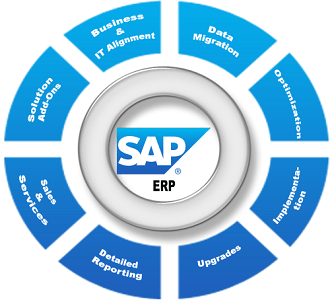 Business
&
IT Alignment
Data
Migration
Optimization
Implementa-
tion
Upgrades
Detailed
Reporting
Sales
&
Services
Solution
Add-Ons
SAP®
ERP